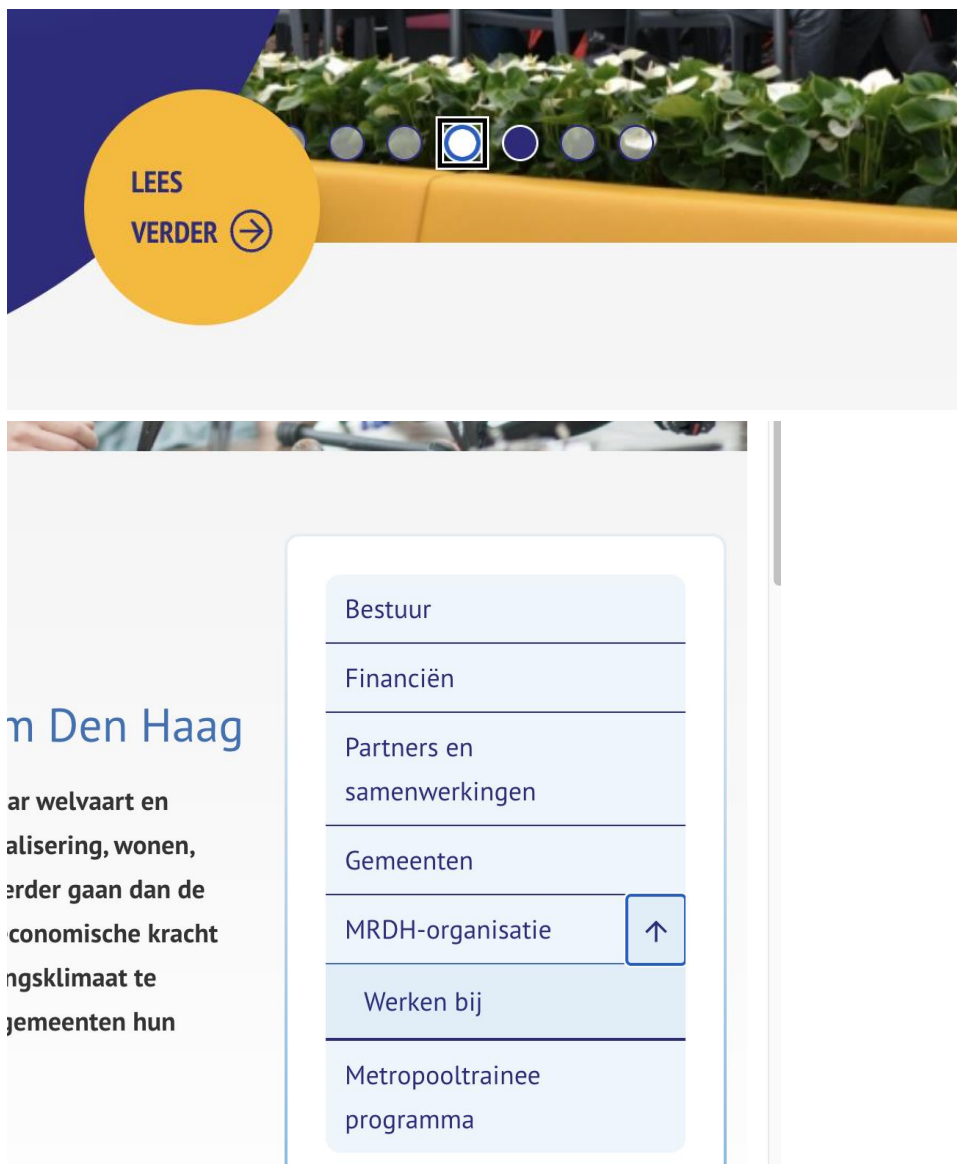 LEES
VERDER
m Den Haag
ar welvaart en
alisering, wonen,
erder gaan dan de
economische kracht
ngsklimaat te
gemeenten hun
Bestuur
Financiën
Partners en
samenwerkingen
Gemeenten
MRDH-organisatie
Werken bij
Metropooltrainee
programma